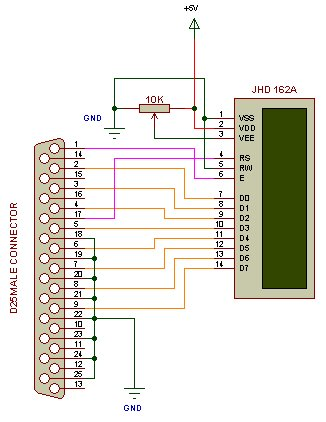 +5V
JHD 162A
10K
GND
1 VSS
2 VDD
3 VEE
4 RS
5 RW
6 E
7 D0
8 D1
9 D2
10 D3
11 D4
12 D5
13 D6
14 D7
D25MALE CONNECTOR
1
14
2
15
3
16
4
17
5
18
6
19
7
20
8
21
9
22
10
23
11
24
12
25
13
GND